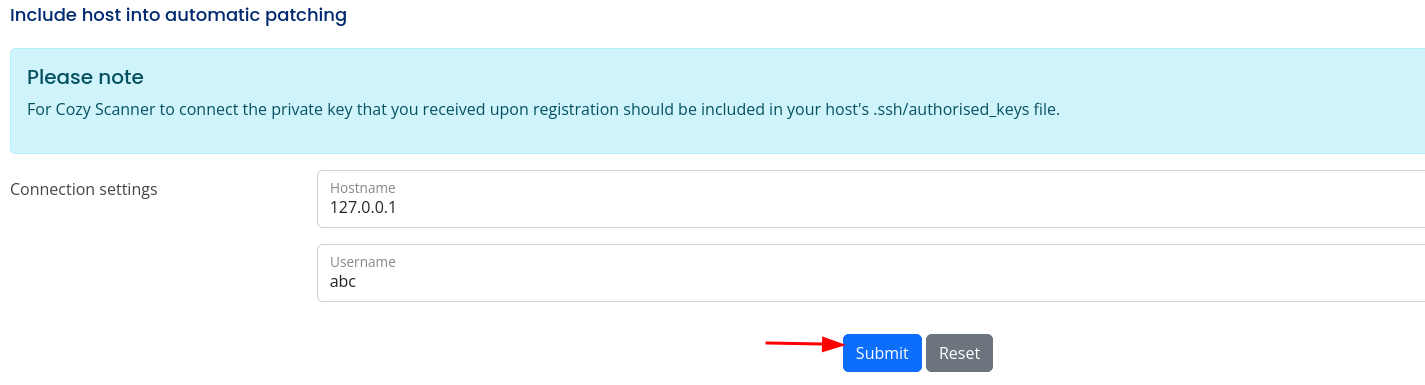 Include host into automatic patching
Please note
For Cozy Scanner to connect the private key that you received upon registration should be included in your host's .ssh/authorised_keys file.
Connection settings
Hostname
127.0.0.1
Username
abc
Submit
Reset